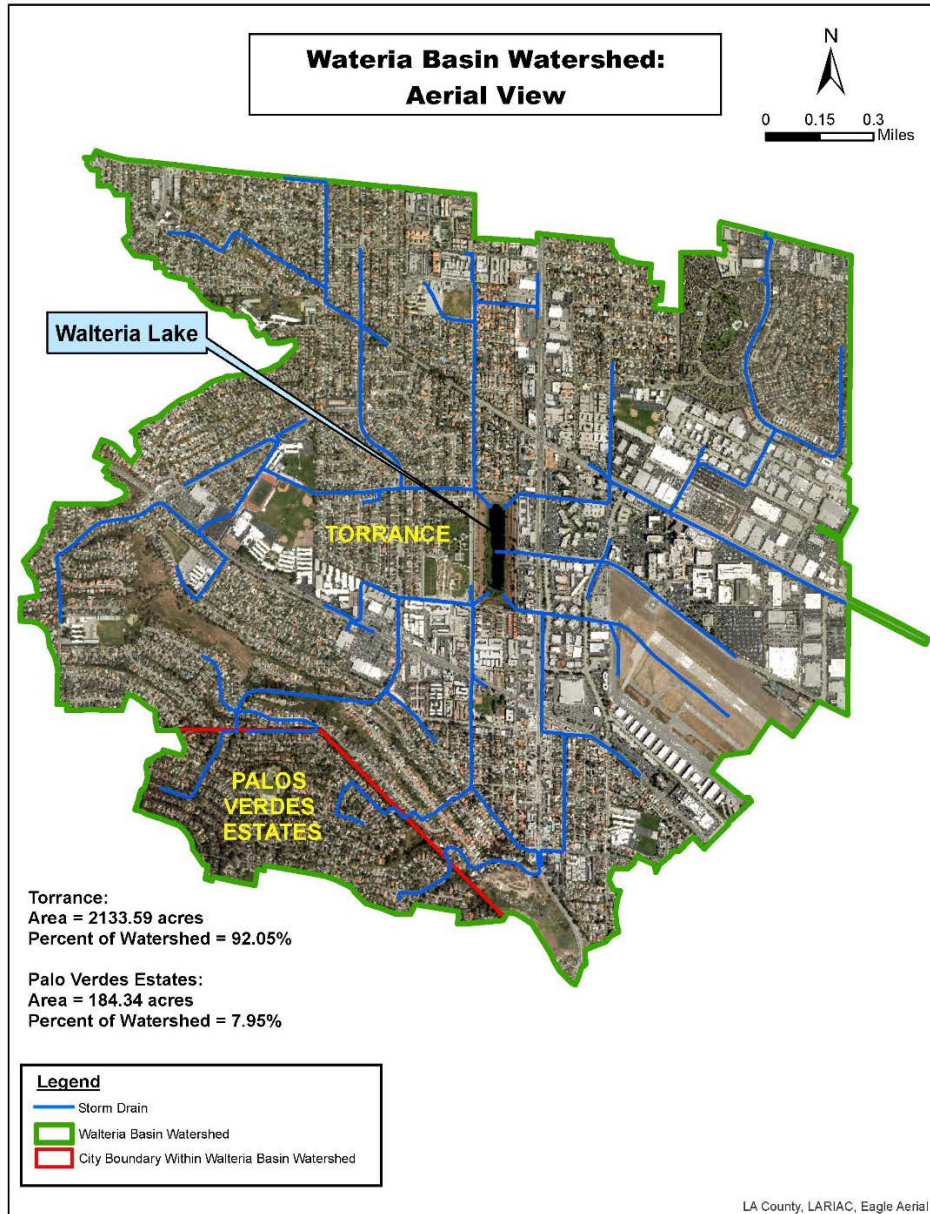 Wateria Basin Watershed:
Aerial View
N
0 0.15 0.3
Miles
Walteria Lake
TORRANCE
PALOS
VERDES
ESTATES
Torrance:
Area = 2133.59 acres
Percent of Watershed = 92.05%
Palo Verdes Estates:
Area = 184.34 acres
Percent of Watershed = 7.95%
Legend
Storm Drain
Walteria Basin Watershed
City Boundary Within Walteria Basin Watershed
LA County, LARIAC, Eagle Aerial